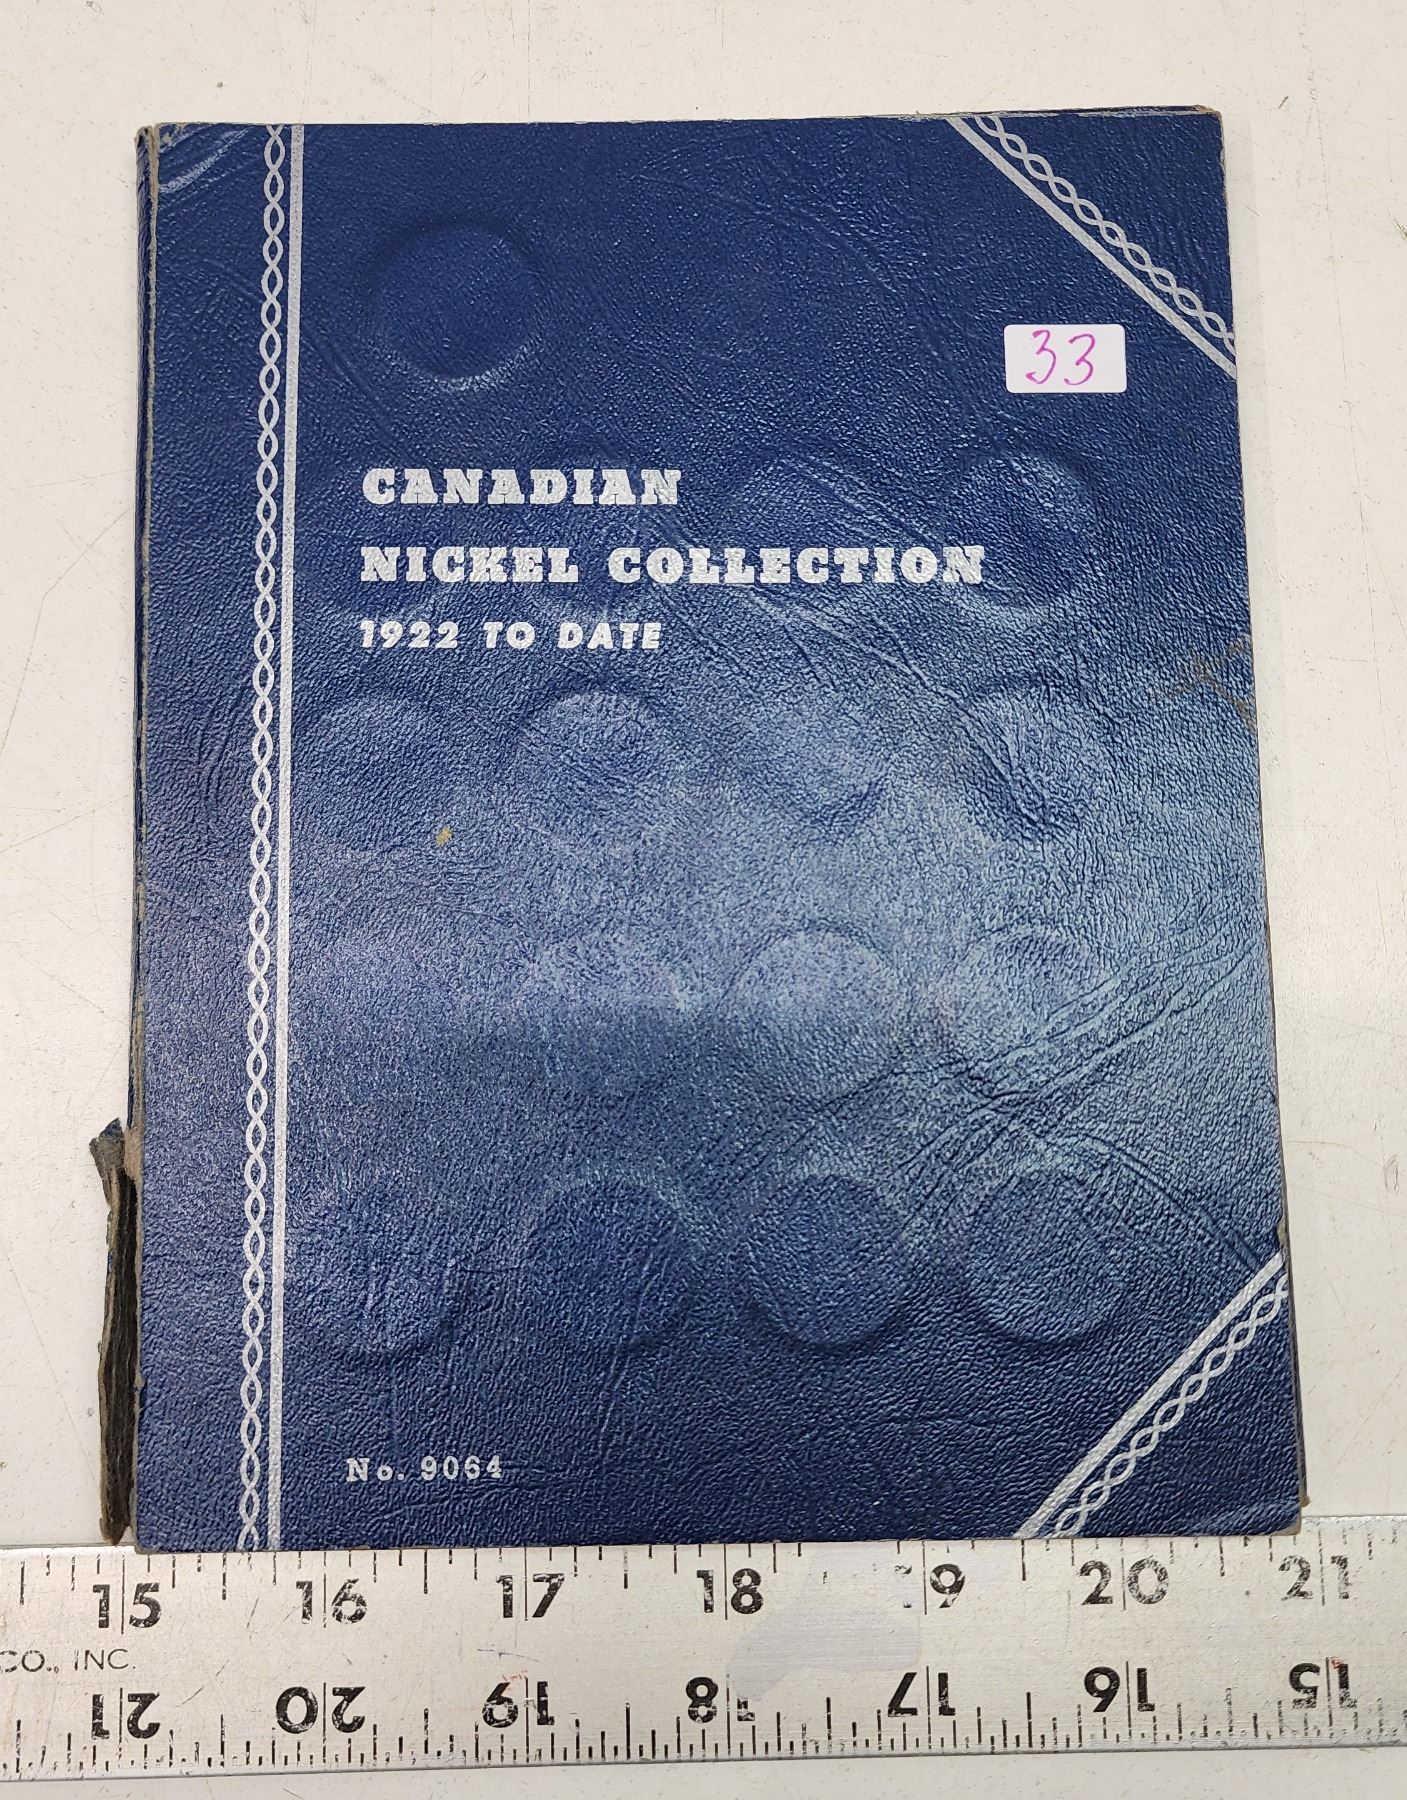 33
CANADIAN
NICKEL COLLECTION
1922 TO DATE
No. 9064
15 16 17 18 9 20 21
CO., INC.
21 20 19 18 17 16 15